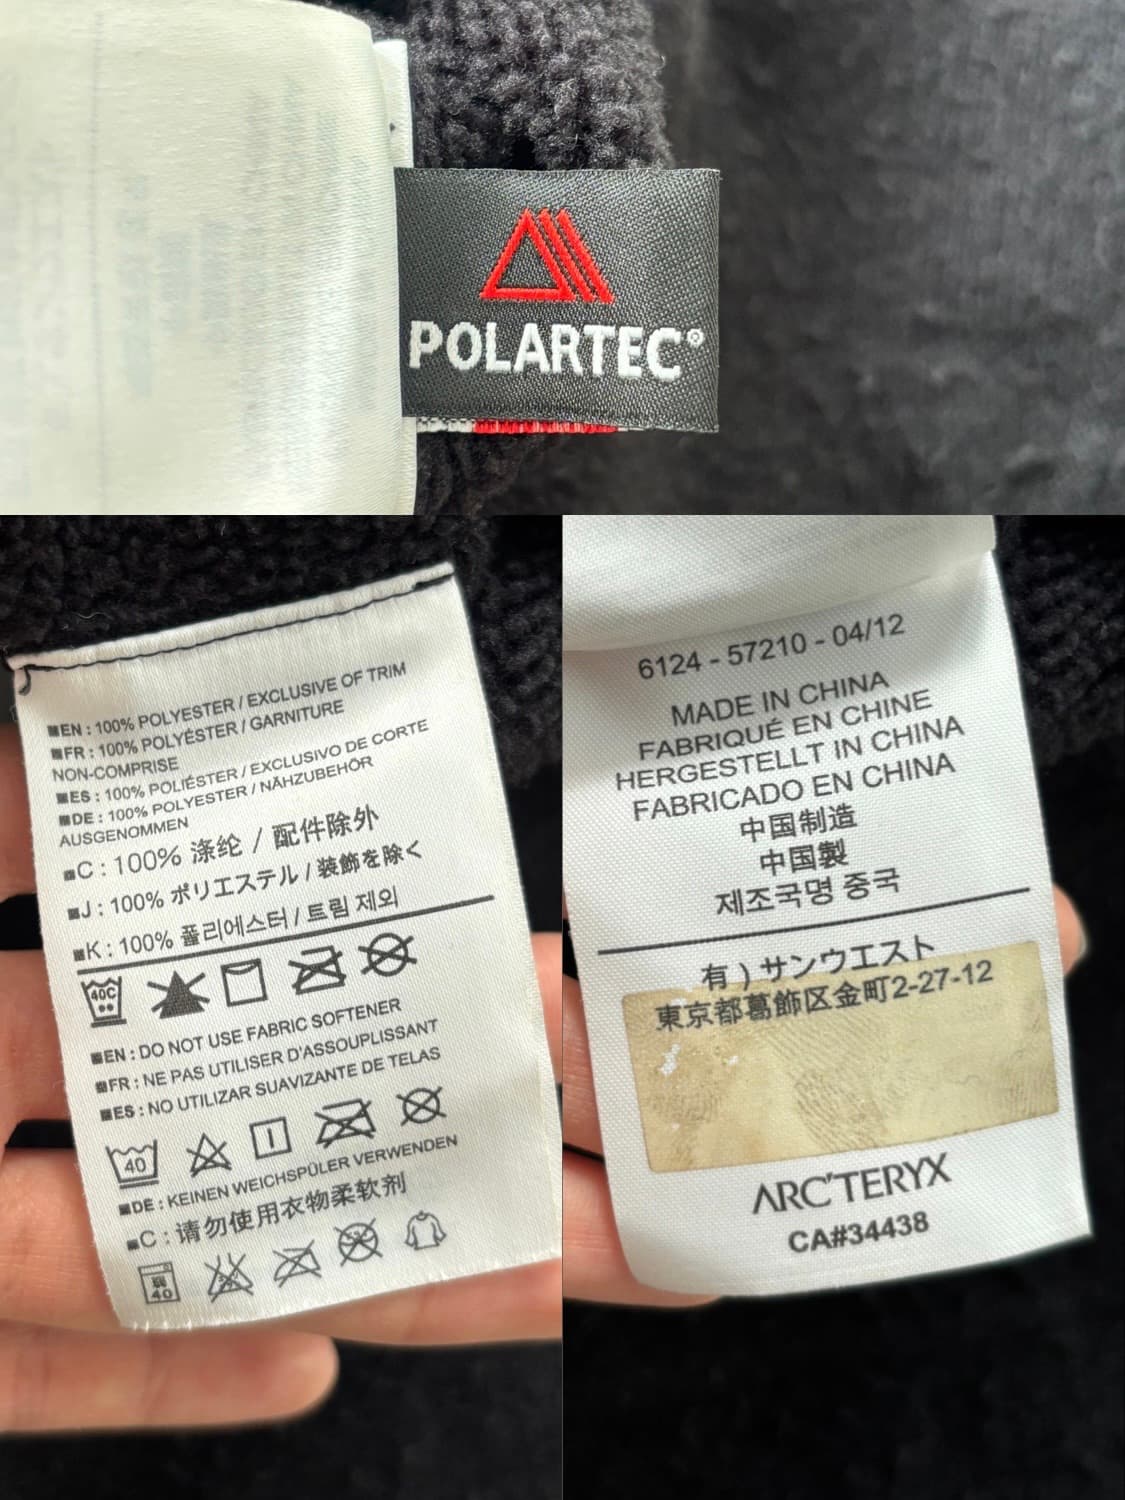 POLARTEC®
■EN : 100% POLYESTER / EXCLUSIVE OF TRIM
■FR : 100% POLYÉSTER / GARNITURE
NON-COMPRISE
■ES : 100% POLIÉSTER / EXCLUSIVO DE CORTE
■DE : 100% POLYESTER / NÄHZUBEHÖR
AUSGENOMMEN
■C : 100% 涤纶 / 配件除外
■J : 100% ポリエステル / 装飾を除く
■K : 100% 폴리에스터 / 트림 제외
40C
■EN : DO NOT USE FABRIC SOFTENER
■FR : NE PAS UTILISER D'ASSOUPLISSANT
■ES : NO UTILIZAR SUAVIZANTE DE TELAS
40
■DE : KEINEN WEICHSPÜLER VERWENDEN
■C : 请勿使用衣物柔软剂
弱
40
6124 - 57210 - 04/12
MADE IN CHINA
FABRIQUÉ EN CHINE
HERGESTELLT IN CHINA
FABRICADO EN CHINA
中国制造
中国製
제조국명 중국
有 ) サンウエスト
東京都葛飾区金町2-27-12
ARC'TERYX
CA#34438